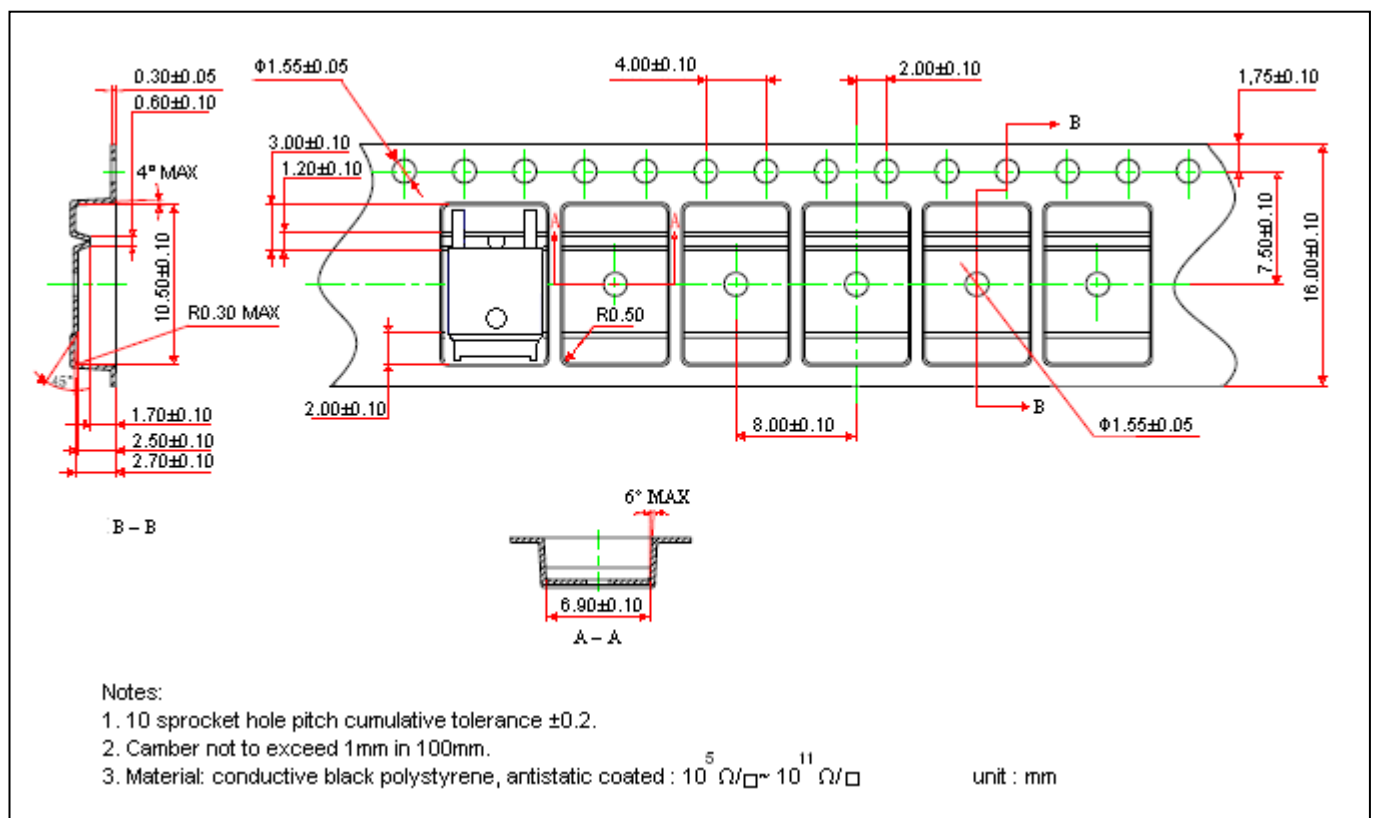 0.30±0.05
Φ1.55±0.05
4.00±0.10
2.00±0.10
1,75±0.10
0.60±0.10
B
3.00±0.10
4° MAX
1.20±0.10
10.50±0.10
7.50±0.10
16.00±0.10
A
A
R0.30 MAX
R0.50
45°
1.70±0.10
2.00±0.10
B
2.50±0.10
8.00±0.10
Φ1.55±0.05
2.70±0.10
6° MAX
B – B
6.90±0.10
A – A
Notes:
1. 10 sprocket hole pitch cumulative tolerance ±0.2.
2. Camber not to exceed 1mm in 100mm.
3. Material: conductive black polystyrene, antistatic coated : 10⁵ Ω/□~ 10¹¹ Ω/□ unit : mm